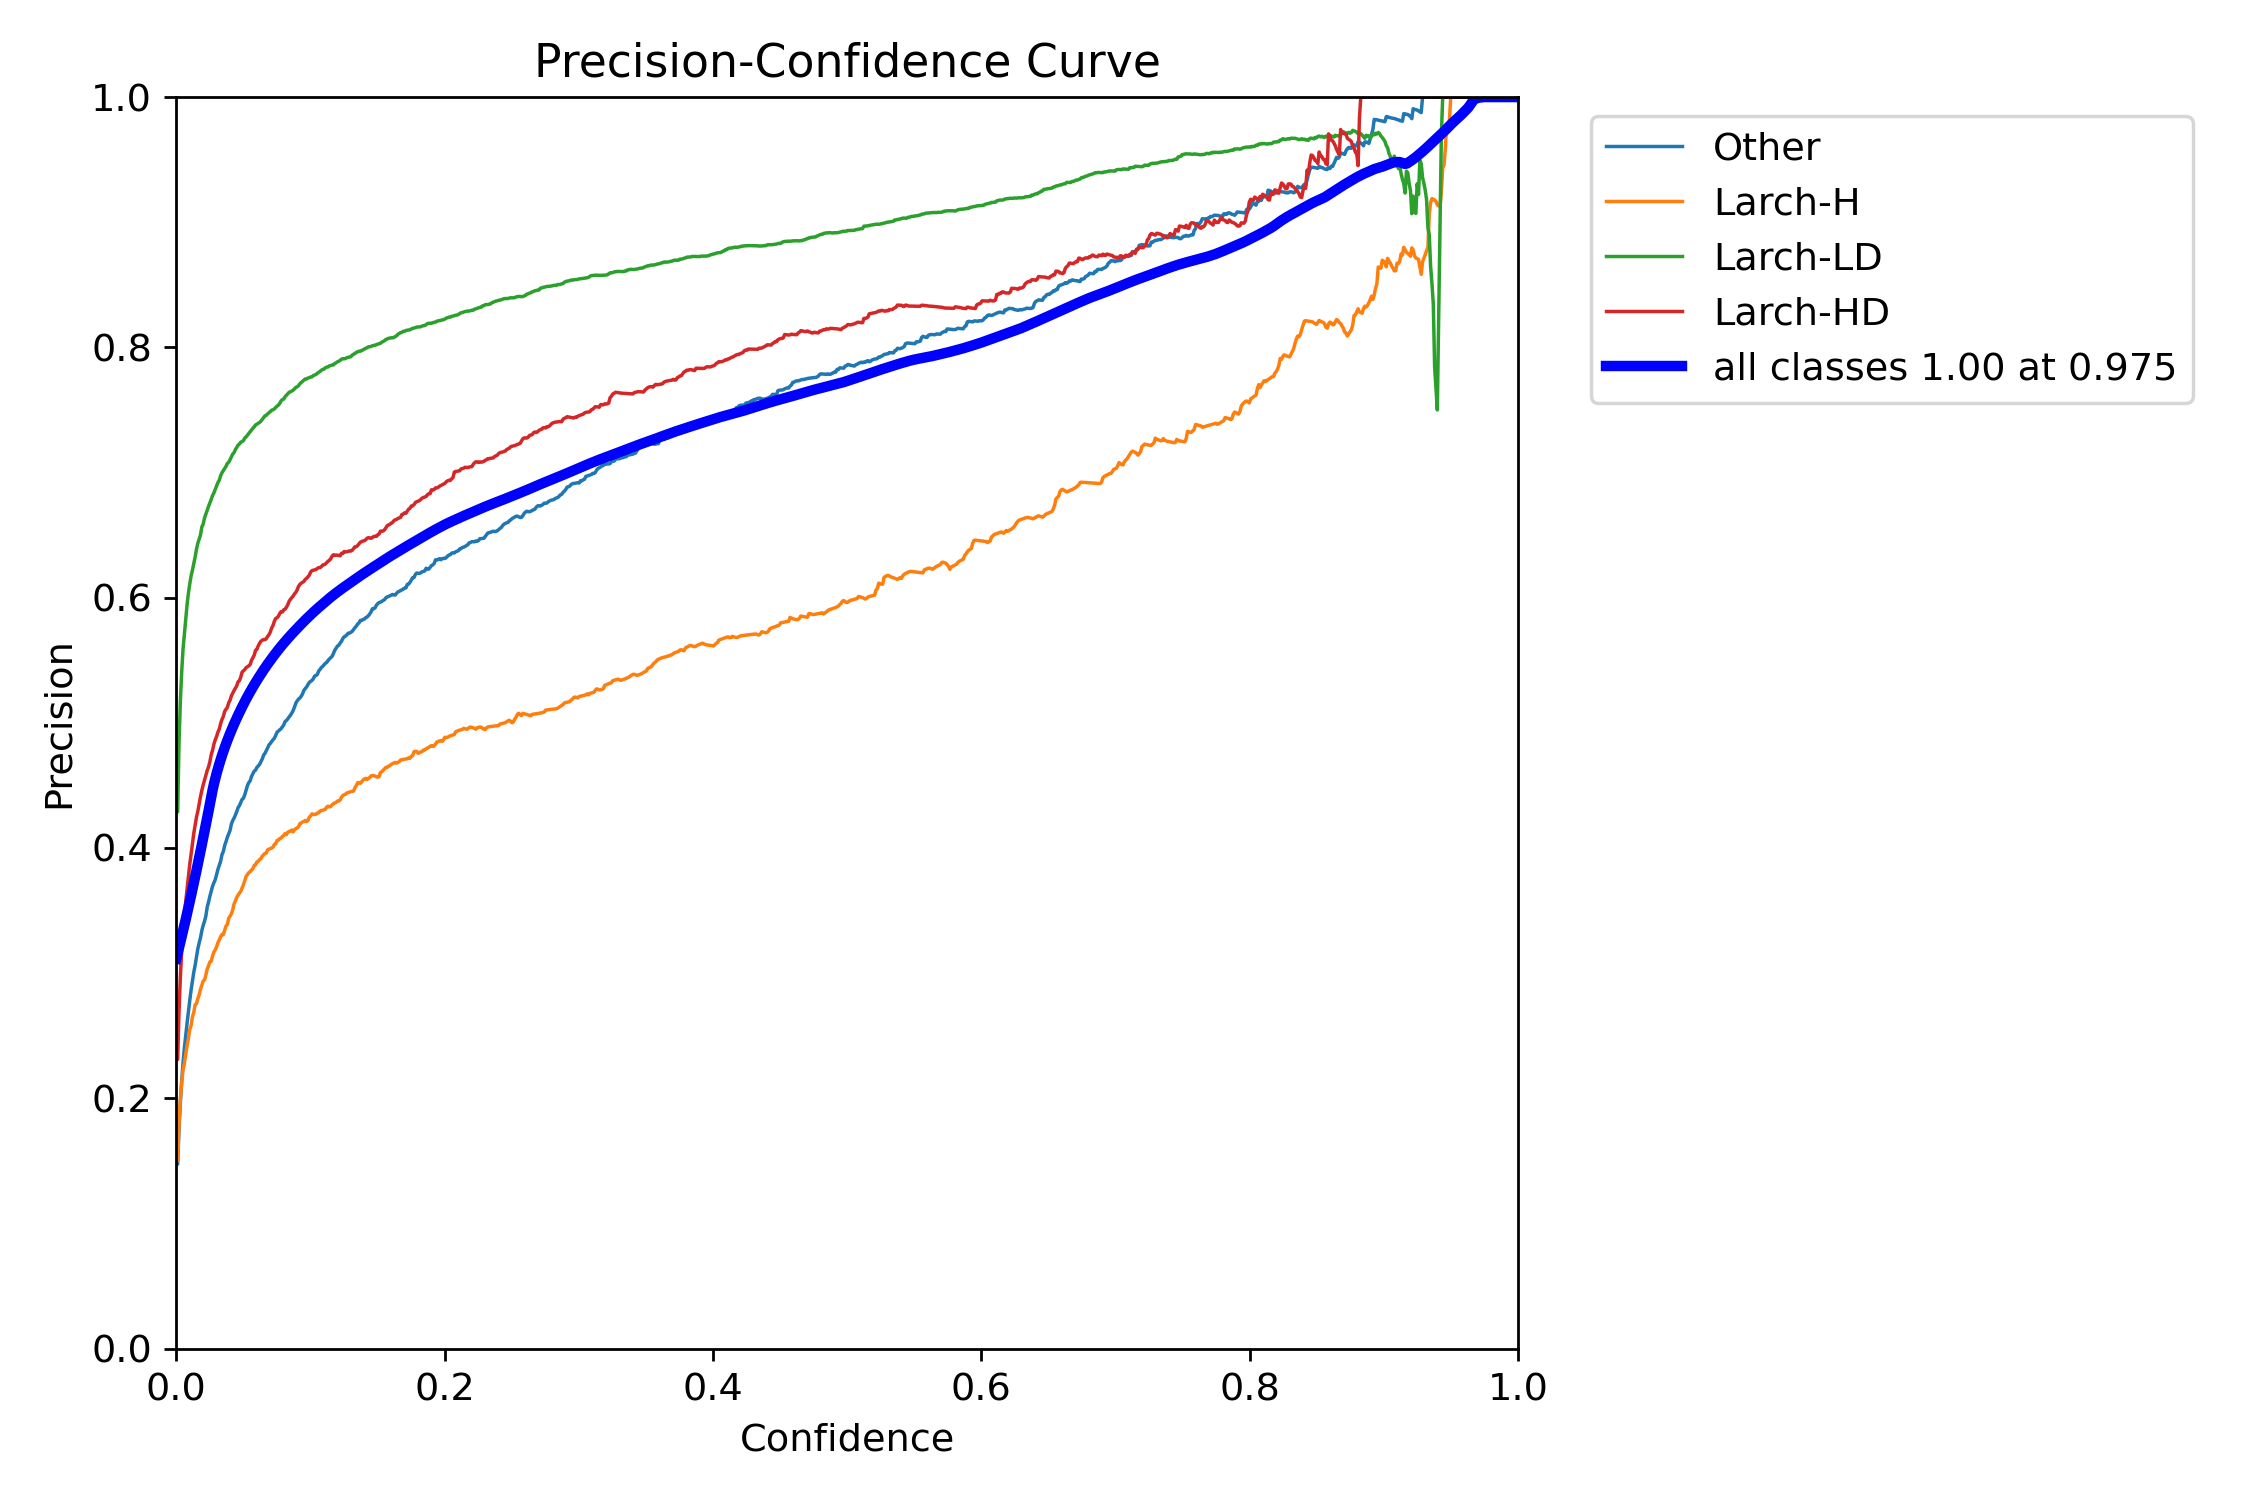 Precision-Confidence Curve
1.0
0.8
0.6
0.4
0.2
0.0
Precision
0.0 0.2 0.4 0.6 0.8 1.0
Confidence
Other
Larch-H
Larch-LD
Larch-HD
all classes 1.00 at 0.975